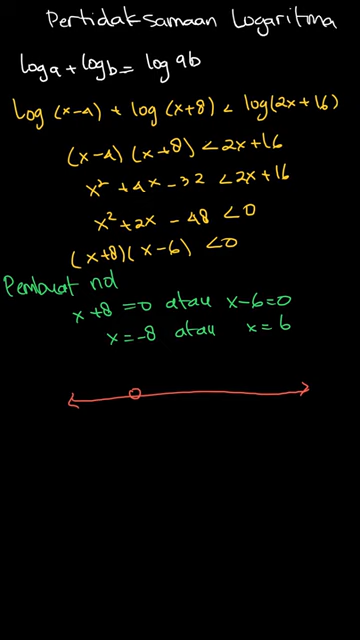 Pertidaksamaan Logaritma
log a + log b = log ab
log (x-4) + log (x+8) < log(2x+16)
(x-4) (x+8) < 2x+16
x² + 4x - 32 < 2x+16
x² + 2x - 48 < 0
(x+8)(x-6) < 0
Pembuat nol
x+8 = 0 atau x-6=0
x = -8 atau x = 6